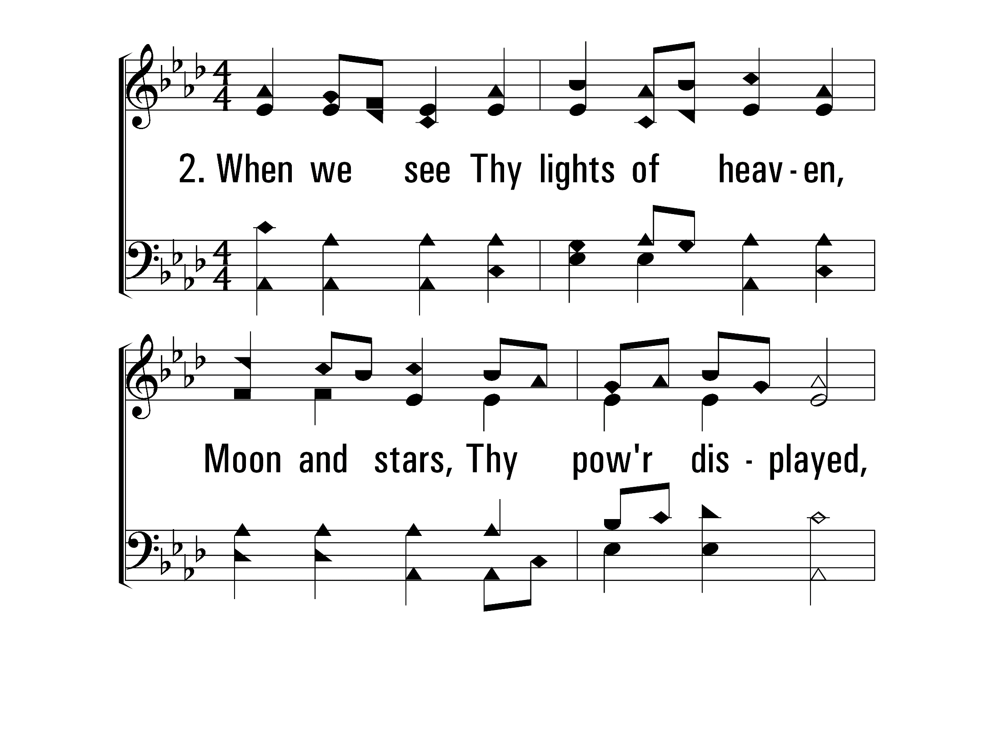 2. When we see Thy lights of heav-en,
Moon and stars, Thy pow'r dis - played,